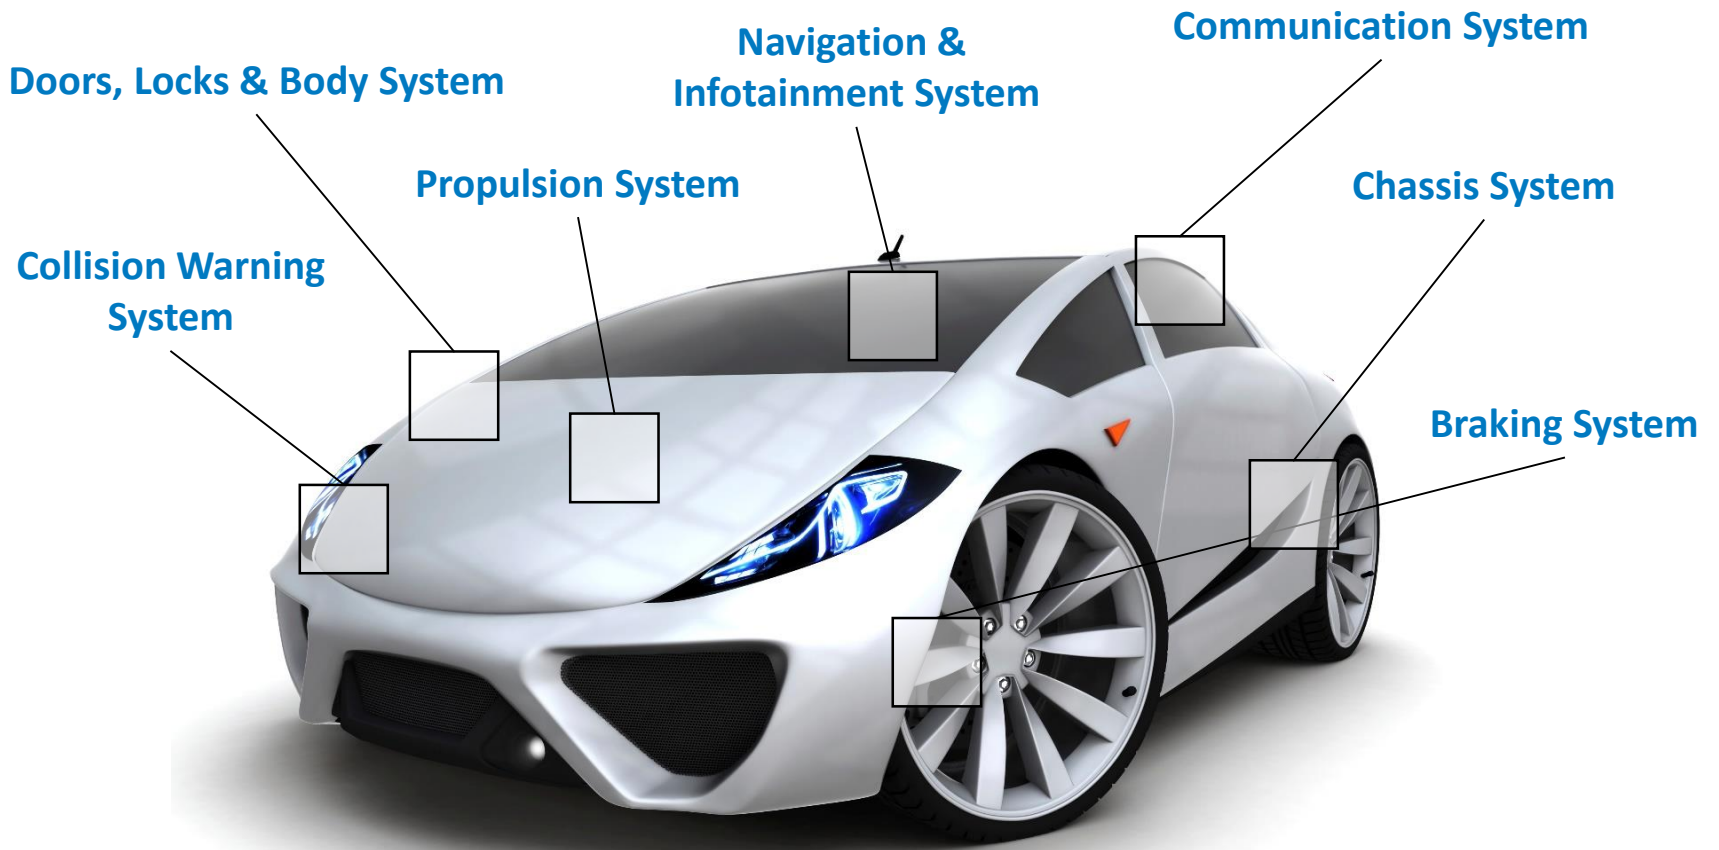 Communication System
Navigation &
Infotainment System
Doors, Locks & Body System
Propulsion System
Chassis System
Collision Warning
System
Braking System